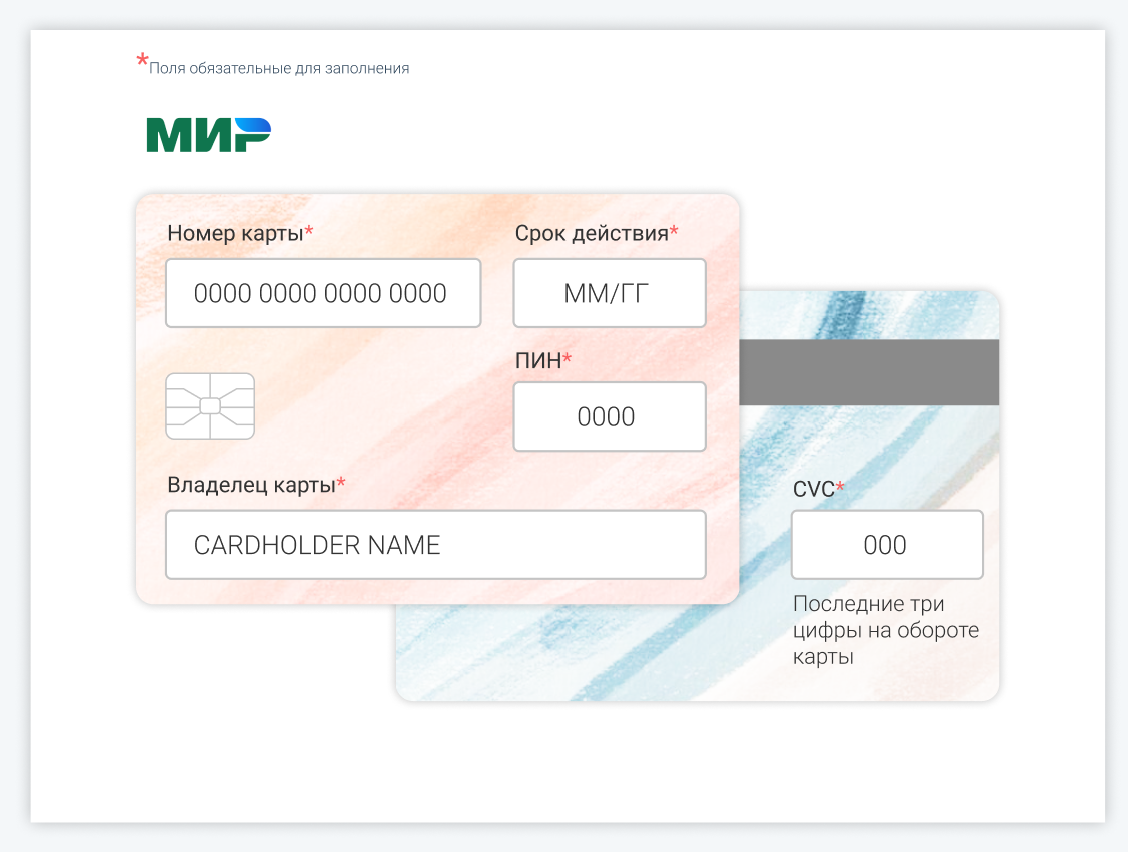 *Поля обязательные для заполнения
МИР
Номер карты*
Срок действия*
0000 0000 0000 0000
ММ/ГГ
ПИН*
0000
Владелец карты*
CARDHOLDER NAME
CVC*
000
Последние три
цифры на обороте
карты